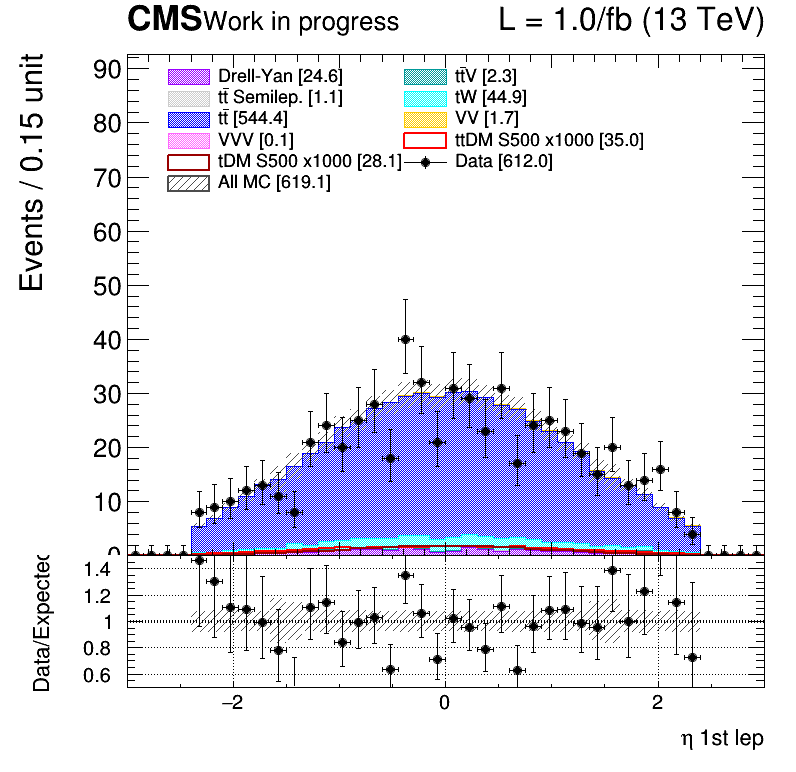 CMS Work in progress L = 1.0/fb (13 TeV)
Events / 0.15 unit
90
80
70
60
50
40
30
20
10
0
Drell-Yan [24.6] tt̄V [2.3]
tt̄ Semilep. [1.1] tW [44.9]
tt̄ [544.4] VV [1.7]
VVV [0.1] ttDM S500 x1000 [35.0]
tDM S500 x1000 [28.1] Data [612.0]
All MC [619.1]
Data/Expected
1.4
1.2
1
0.8
0.6
−2 0 2
η 1st lep